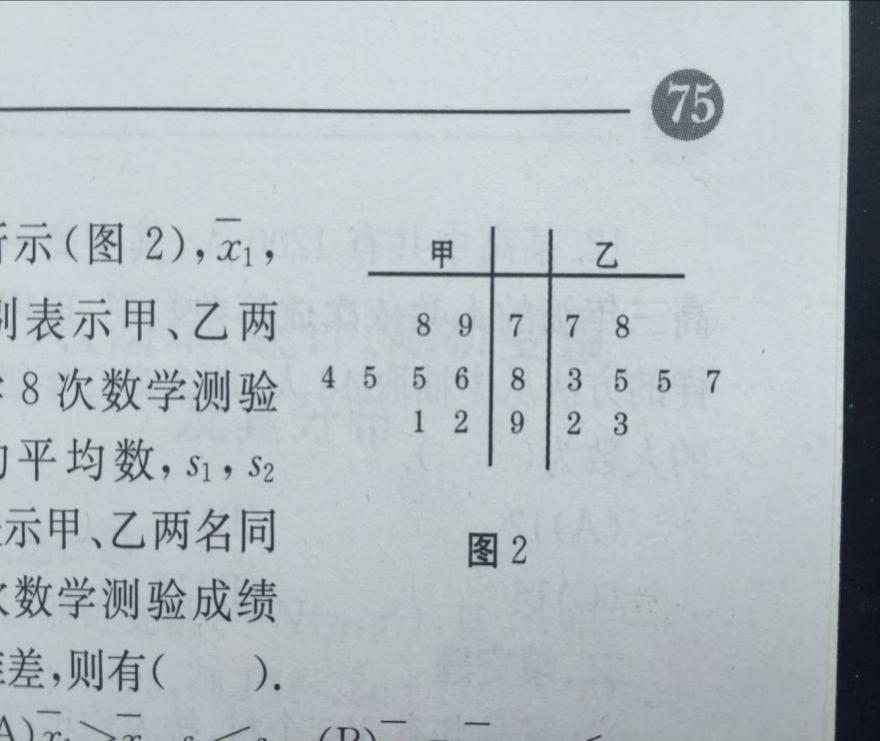 75
示(图 2),x̄₁,
表示甲、乙两
8 次数学测验
平均数,s₁,s₂
示甲、乙两名同
数学测验成绩
差,则有(　　).
甲 乙
8 9 7 7 8
4 5 5 6 8 3 5 5 7
1 2 9 2 3
图 2